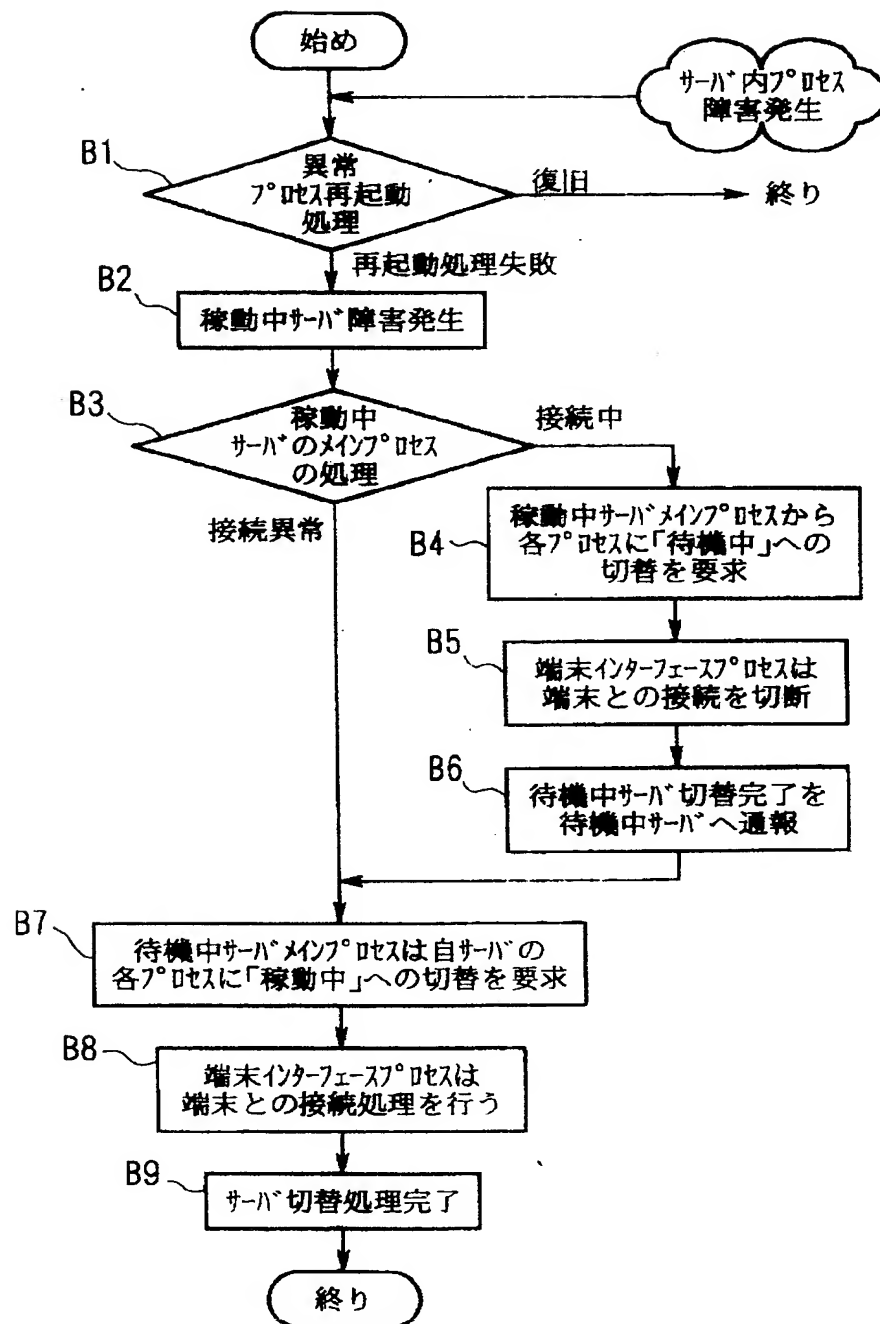 始め
サーバ内プロセス
障害発生
B1
異常
プロセス再起動
処理
復旧
終り
再起動処理失敗
B2
稼動中サーバ障害発生
B3
稼動中
サーバのメインプロセス
の処理
接続中
接続異常
B4
稼動中サーバメインプロセスから
各プロセスに「待機中」への
切替を要求
B5
端末インターフェースプロセスは
端末との接続を切断
B6
待機中サーバ切替完了を
待機中サーバへ通報
B7
待機中サーバメインプロセスは自サーバの
各プロセスに「稼動中」への切替を要求
B8
端末インターフェースプロセスは
端末との接続処理を行う
B9
サーバ切替処理完了
終り